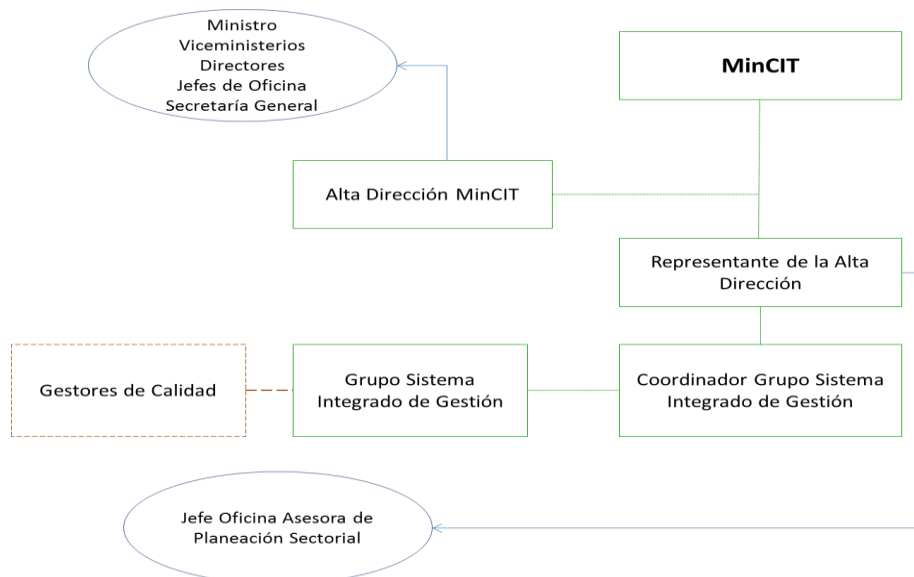 Ministro
Viceministerios
Directores
Jefes de Oficina
Secretaría General
MinCIT
Alta Dirección MinCIT
Representante de la Alta
Dirección
Gestores de Calidad
Grupo Sistema
Integrado de Gestión
Coordinador Grupo Sistema
Integrado de Gestión
Jefe Oficina Asesora de
Planeación Sectorial